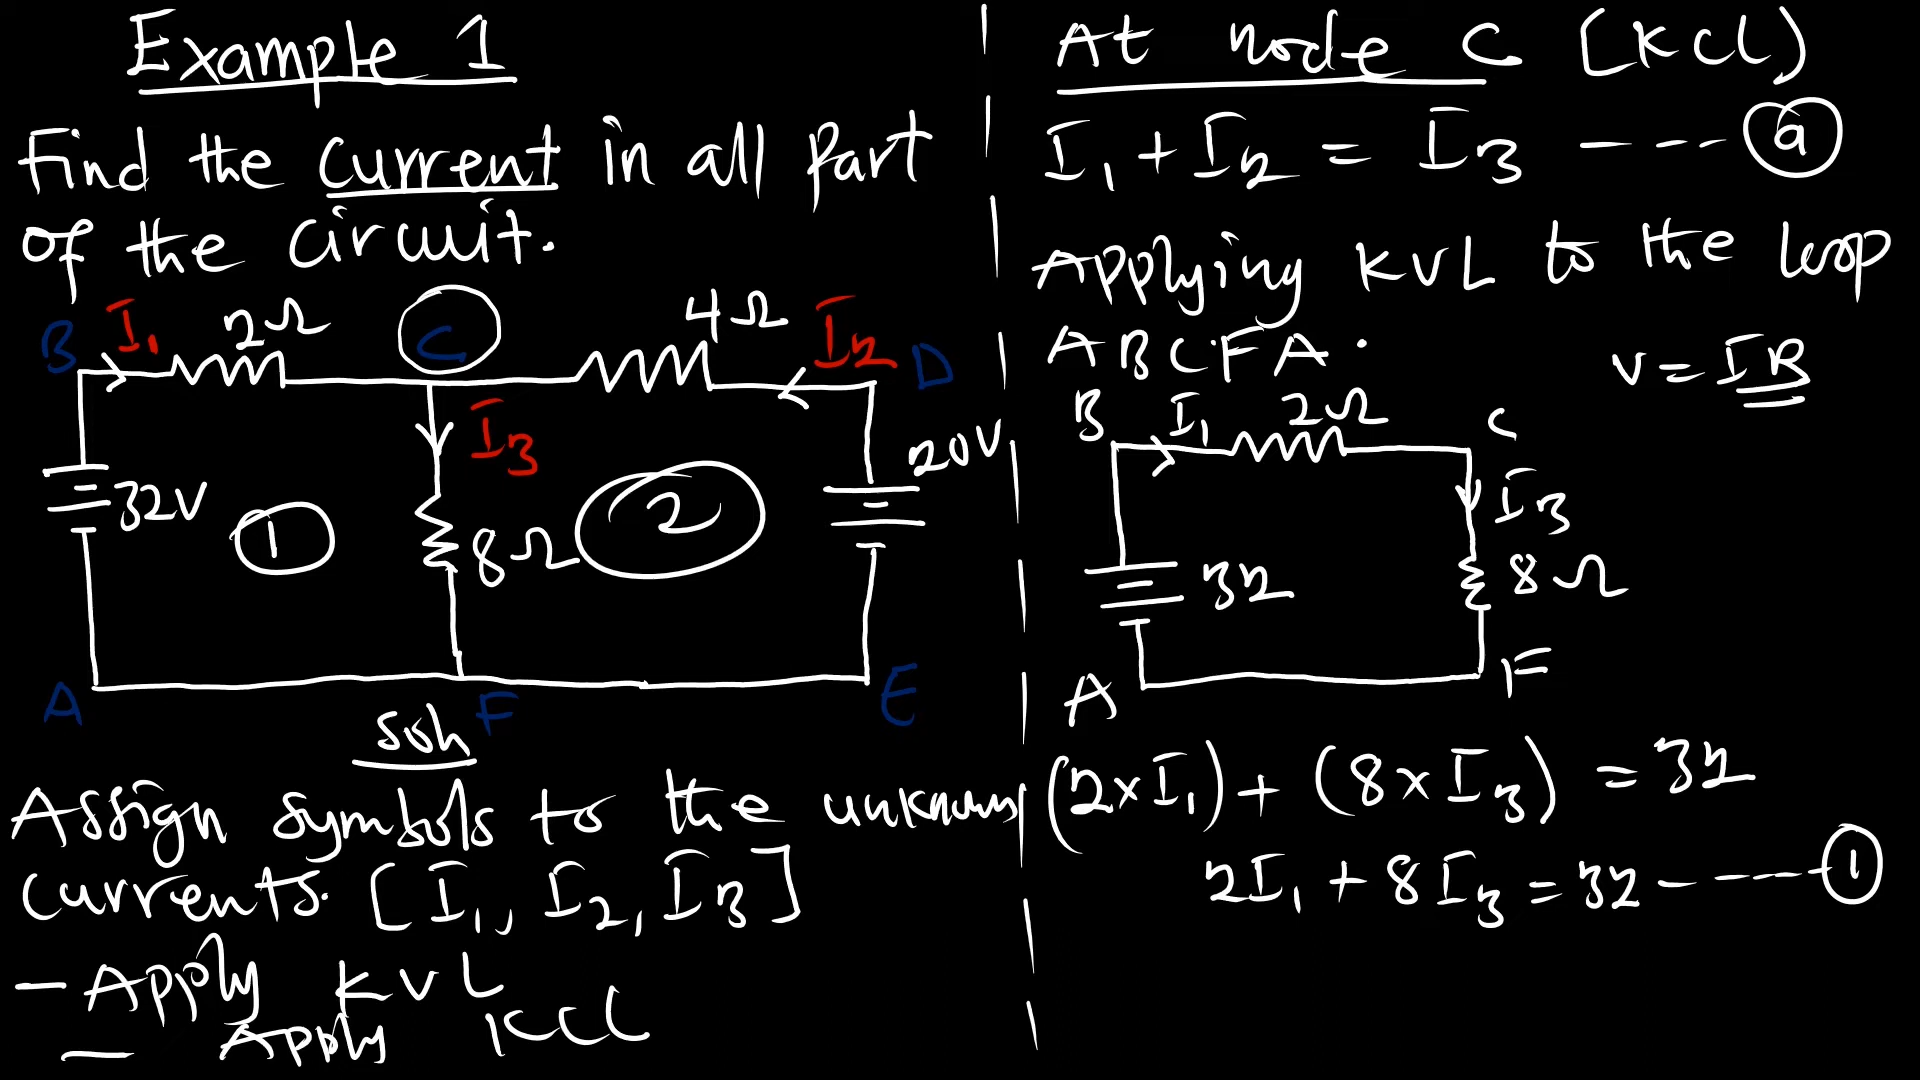 Example 1
Find the current in all part
of the circuit.
B I₁ 2Ω C 4Ω I₂ D
I₃
32V 1 8Ω 2 20V
A F E
Soln
Assign symbols to the unknown
currents. [I₁, I₂, I₃]
- Apply KVL
- Apply KCL
At node C [KCL)
I₁ + I₂ = I₃ ---- a
Applying KVL to the loop
ABCFA. V = IR
B I₁ 2Ω C
I₃
32 8Ω
A F
(2×I₁) + (8×I₃) = 32
2I₁ + 8I₃ = 32 ----- 1